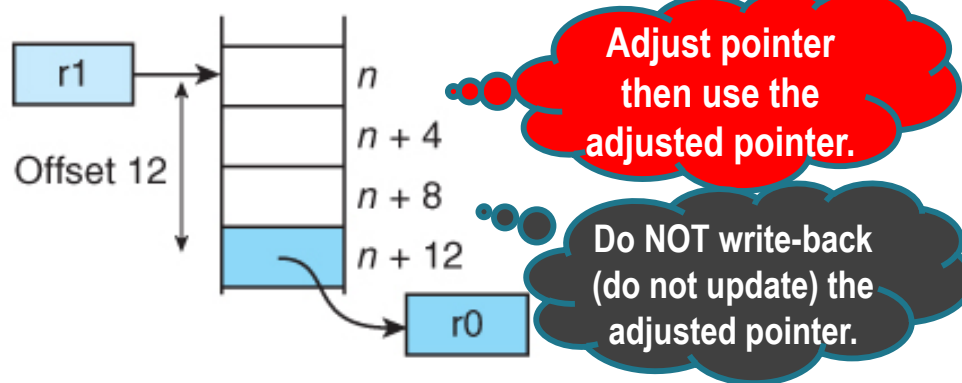 r1
Offset 12
n
n + 4
n + 8
n + 12
r0
Adjust pointer
then use the
adjusted pointer.
Do NOT write-back
(do not update) the
adjusted pointer.